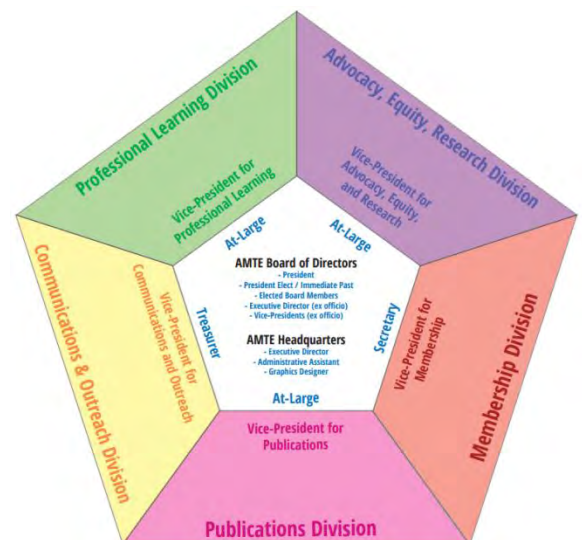 Professional Learning Division
Vice-President for
Professional Learning
At-Large
Advocacy, Equity, Research Division
Vice-President for
Advocacy, Equity,
and Research
At-Large
Communications & Outreach Division
Vice-President for
Communications and Outreach
Treasurer
AMTE Board of Directors
- President
- President Elect / Immediate Past
- Elected Board Members
- Executive Director (ex officio)
- Vice-Presidents (ex officio)
AMTE Headquarters
- Executive Director
- Administrative Assistant
- Graphics Designer
Secretary
Vice-President for
Membership
Membership Division
At-Large
Vice-President for
Publications
Publications Division